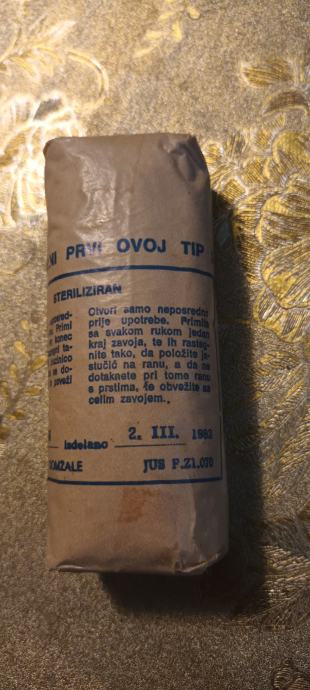 NI PRVI OVOJ TIP
STERILIZIRAN
Otvori samo neposredno
prije upotrebe. Primite
sa svakom rukom jedan
kraj zavoja, te ih rasteg-
nite tako, da položite ja-
stučić na ranu, a da ne
dotaknete pri tome ranu
s prstima, te obvežite sa
celim zavojem.
izdelano 2. III. 1983
DOMŽALE JUS P.Z1.070